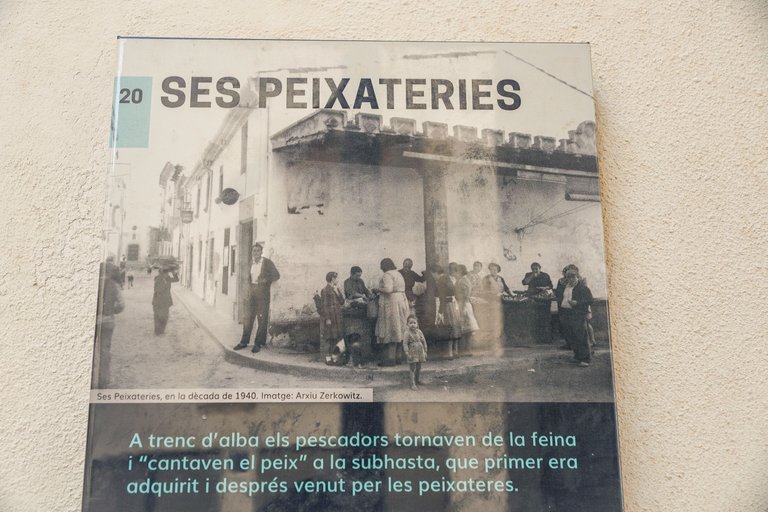 20
SES PEIXATERIES
Ses Peixateries, en la dècada de 1940. Imatge: Arxiu Zerkowitz.
A trenc d’alba els pescadors tornaven de la feina
i “cantaven el peix” a la subhasta, que primer era
adquirit i després venut per les peixateres.